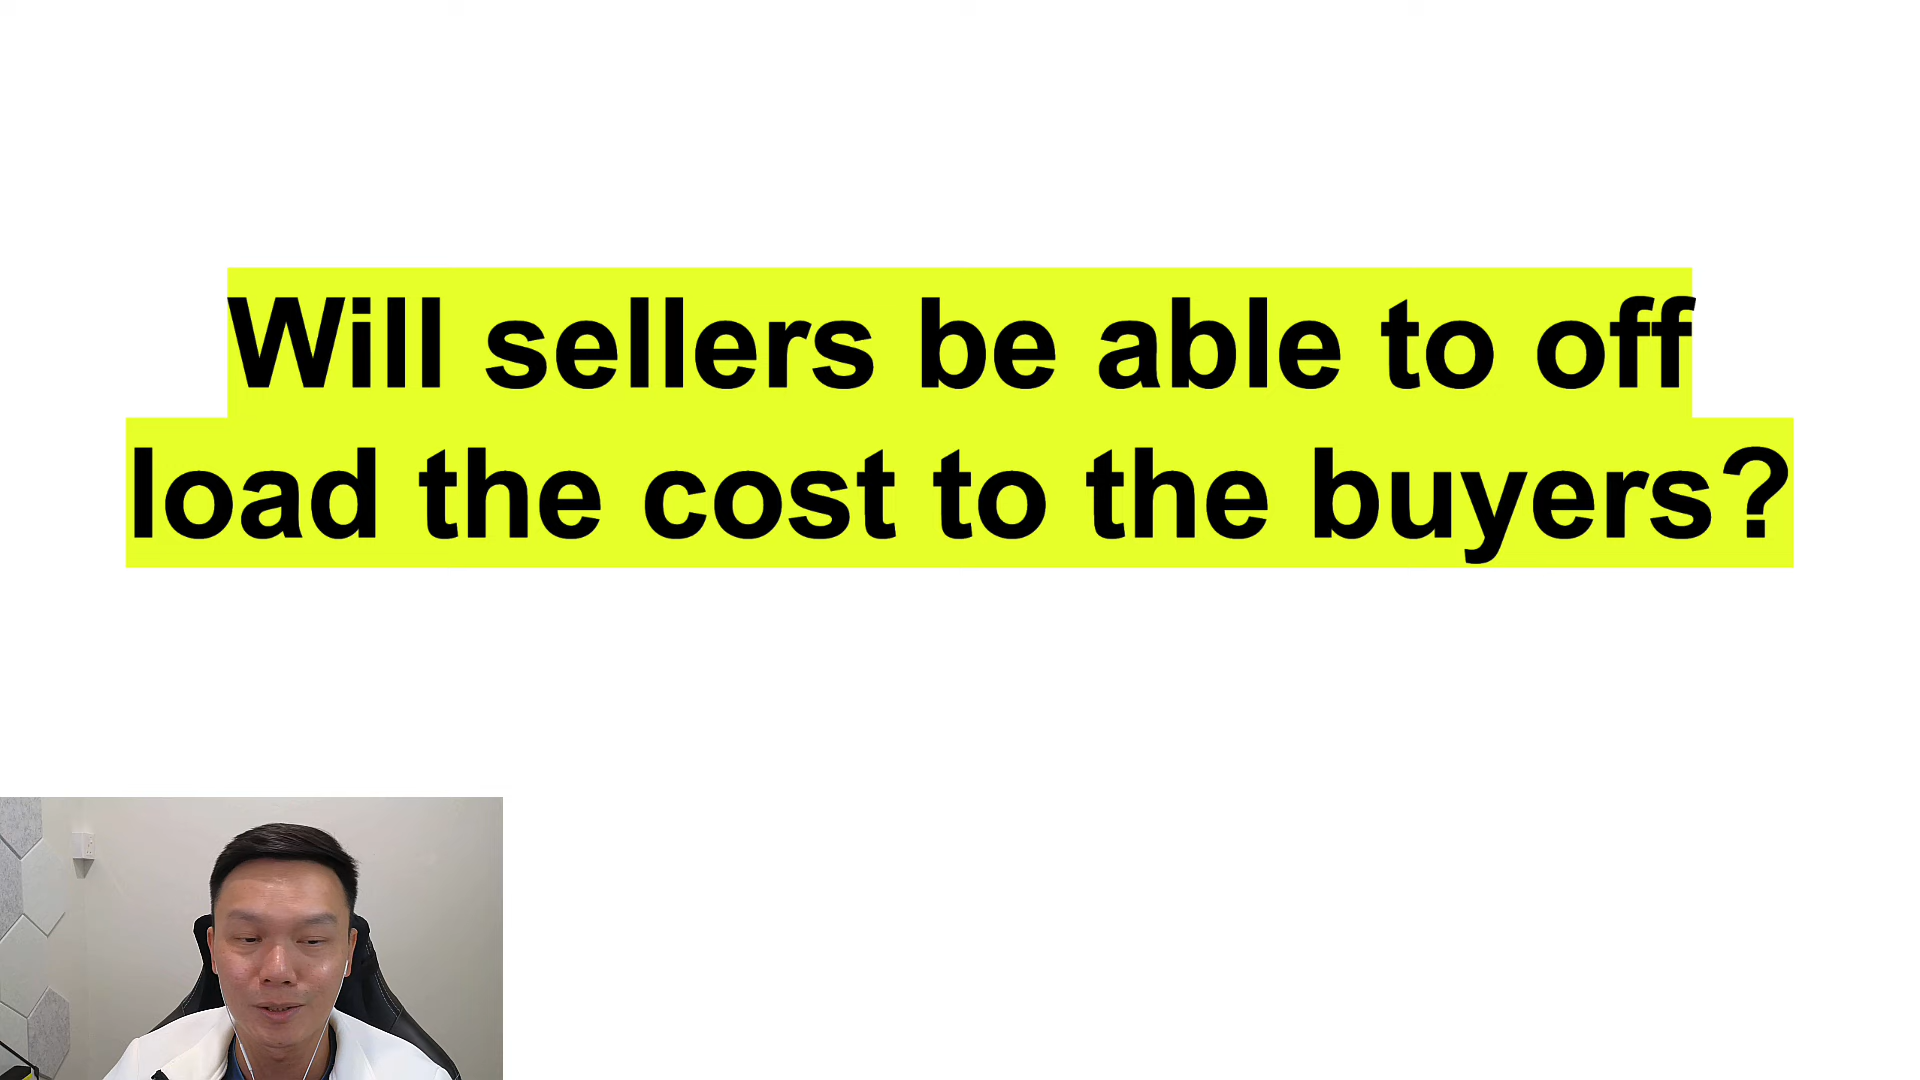 Will sellers be able to off
load the cost to the buyers?